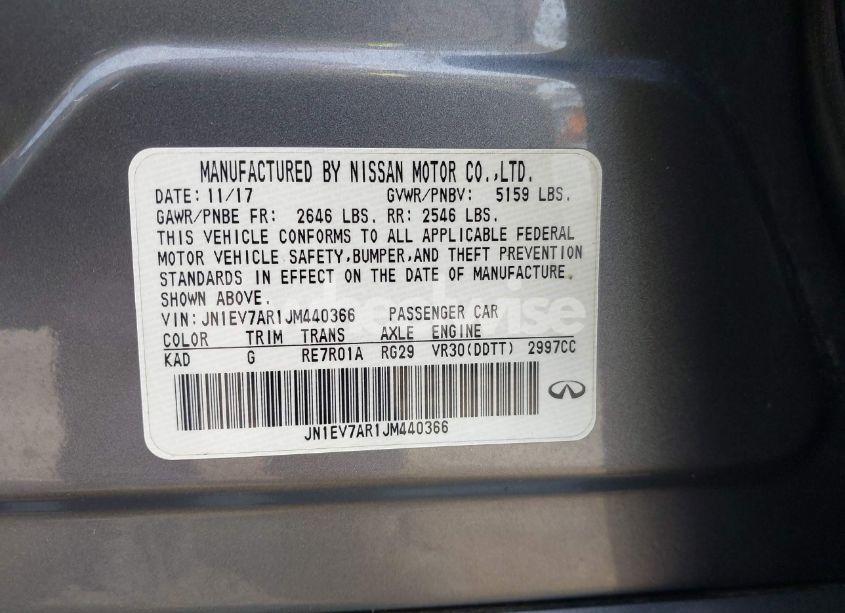 MANUFACTURED BY NISSAN MOTOR CO.,LTD.
DATE: 11/17 GVWR/PNBV: 5159 LBS.
GAWR/PNBE FR: 2646 LBS. RR: 2546 LBS.
THIS VEHICLE CONFORMS TO ALL APPLICABLE FEDERAL
MOTOR VEHICLE SAFETY,BUMPER,AND THEFT PREVENTION
STANDARDS IN EFFECT ON THE DATE OF MANUFACTURE.
SHOWN ABOVE.
VIN:JN1EV7AR1JM440366 PASSENGER CAR
COLOR TRIM TRANS AXLE ENGINE
KAD G RE7R01A RG29 VR30(DDTT) 2997CC
JN1EV7AR1JM440366